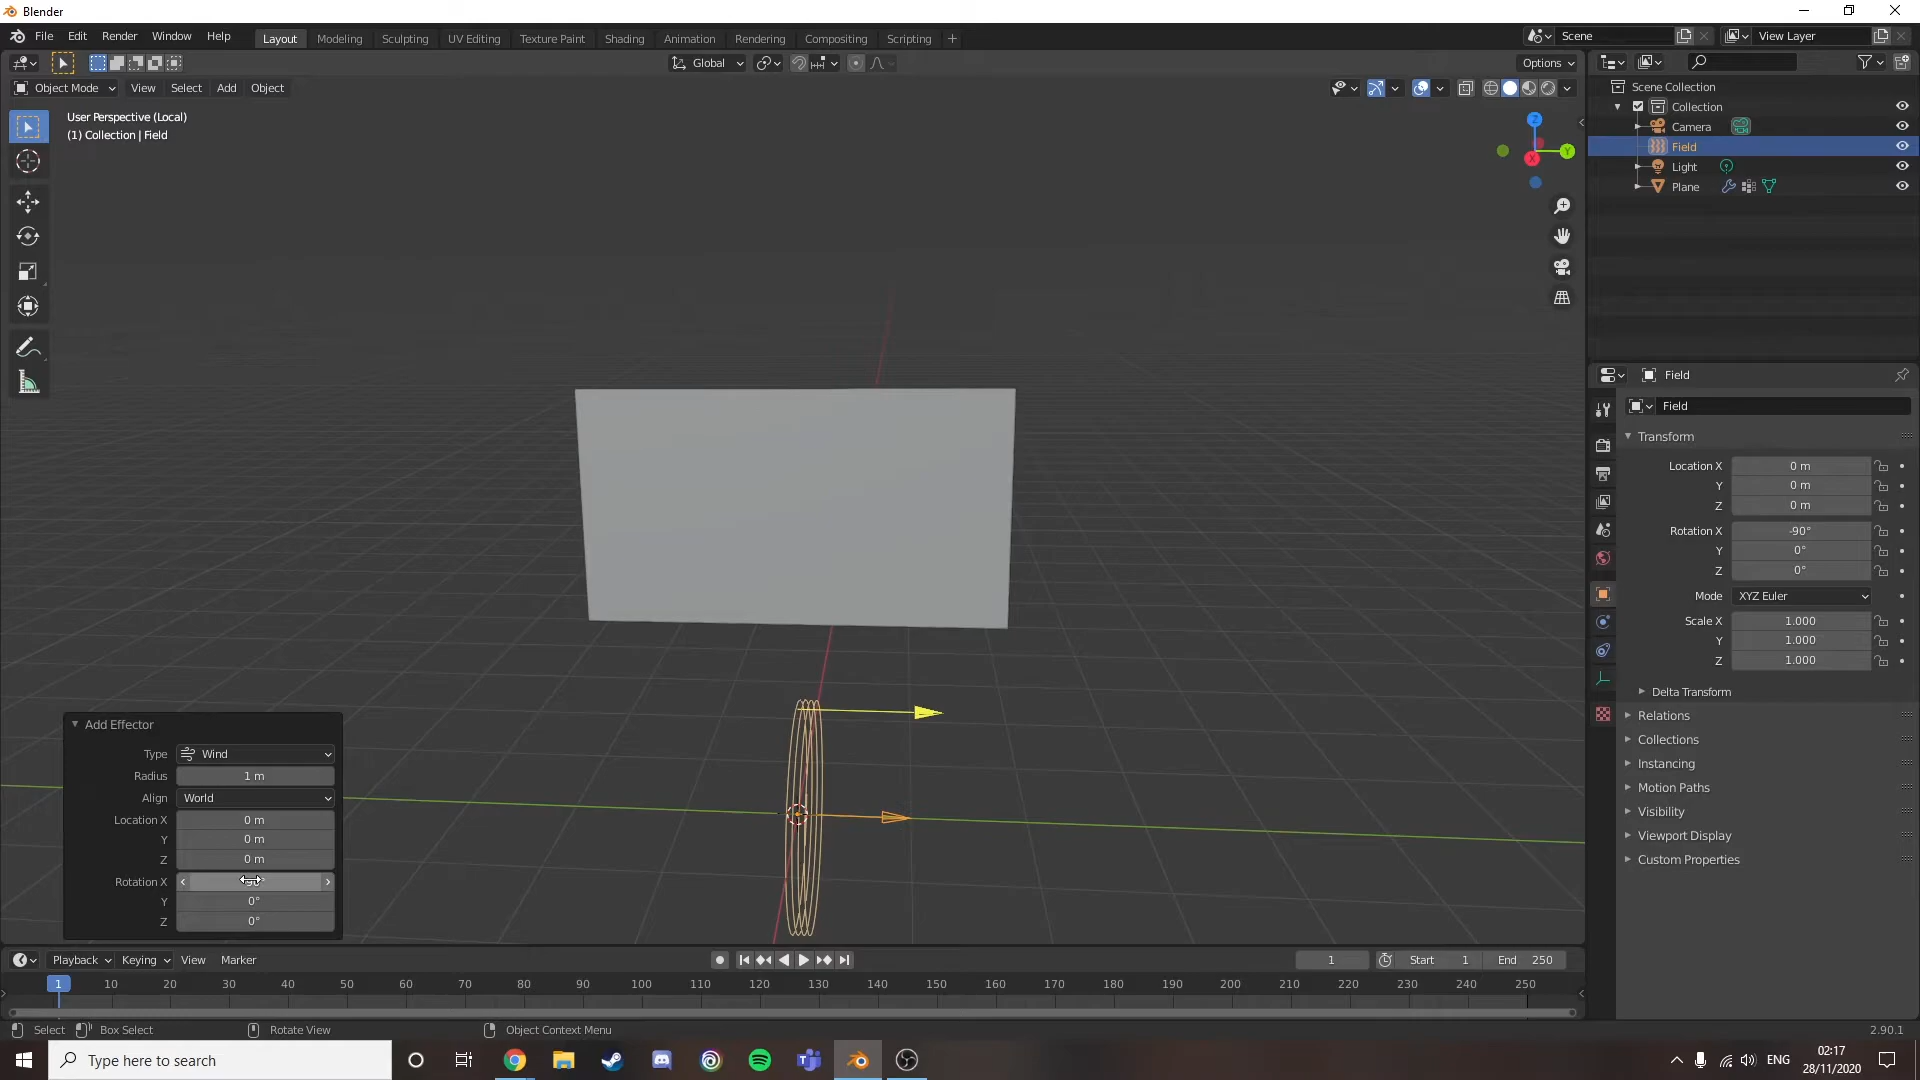 Blender
File Edit Render Window Help
Layout Modeling Sculpting UV Editing Texture Paint Shading Animation Rendering Compositing Scripting +
Scene
View Layer
Global
Options
Object Mode View Select Add Object
User Perspective (Local)
(1) Collection | Field
Z
Y
X
Scene Collection
Collection
Camera
Field
Light
Plane
Field
Field
Transform
Location X 0 m
Y 0 m
Z 0 m
Rotation X -90°
Y 0°
Z 0°
Mode XYZ Euler
Scale X 1.000
Y 1.000
Z 1.000
Delta Transform
Relations
Collections
Instancing
Motion Paths
Visibility
Viewport Display
Custom Properties
Add Effector
Type Wind
Radius 1 m
Align World
Location X 0 m
Y 0 m
Z 0 m
Rotation X
Y 0°
Z 0°
Playback Keying View Marker
1 Start 1 End 250
1 10 20 30 40 50 60 70 80 90 100 110 120 130 140 150 160 170 180 190 200 210 220 230 240 250
Select Box Select Rotate View Object Context Menu
2.90.1
Type here to search
ENG
02:17
28/11/2020